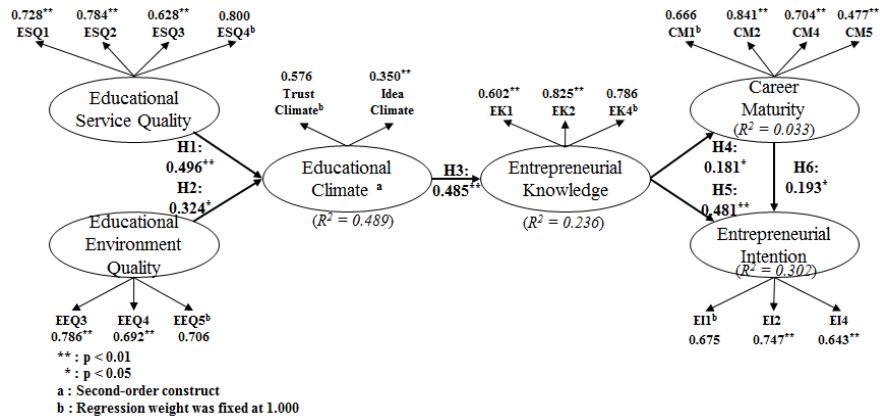 0.728** 0.784** 0.628** 0.800
ESQ1 ESQ2 ESQ3 ESQ4b
0.666 0.841** 0.704** 0.477**
CM1b CM2 CM4 CM5
Educational
Service Quality
0.576 0.350**
Trust Idea
Climateb Climate
0.602** 0.825** 0.786
EK1 EK2 EK4b
Career
Maturity
(R2 = 0.033)
H1:
0.496**
H2:
0.324*
Educational
Climate a
(R2 = 0.489)
H3:
0.485**
Entrepreneurial
Knowledge
(R2 = 0.236)
H4:
0.181*
H5:
0.481**
H6:
0.193*
Educational
Environment
Quality
Entrepreneurial
Intention
(R2 = 0.302)
EEQ3 EEQ4 EEQ5b
0.786** 0.692** 0.706
EI1b EI2 EI4
0.675 0.747** 0.643**
** : p < 0.01
* : p < 0.05
a : Second-order construct
b : Regression weight was fixed at 1.000